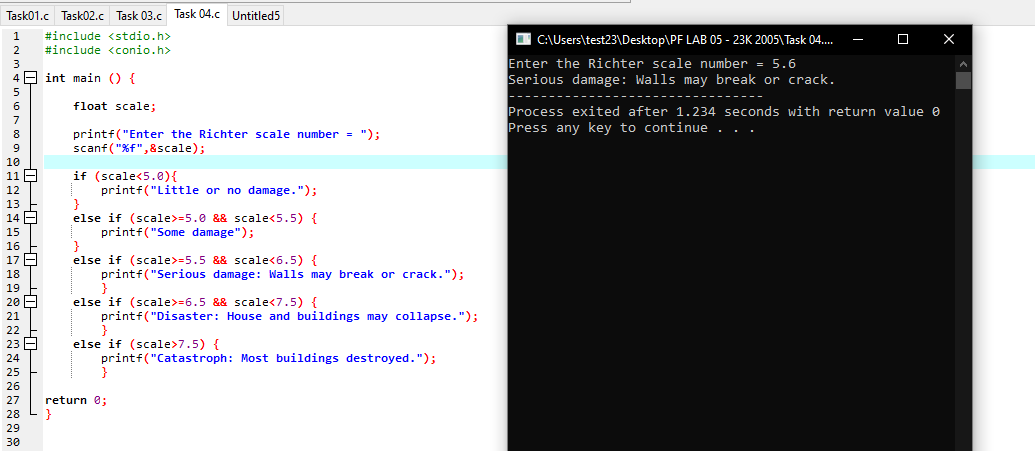 Task01.c Task02.c Task 03.c Task 04.c Untitled5
1 #include <stdio.h>
2 #include <conio.h>
3
4 int main () {
5
6 float scale;
7
8 printf("Enter the Richter scale number = ");
9 scanf("%f",&scale);
10
11 if (scale<5.0){
12 printf("Little or no damage.");
13 }
14 else if (scale>=5.0 && scale<5.5) {
15 printf("Some damage");
16 }
17 else if (scale>=5.5 && scale<6.5) {
18 printf("Serious damage: Walls may break or crack.");
19 }
20 else if (scale>=6.5 && scale<7.5) {
21 printf("Disaster: House and buildings may collapse.");
22 }
23 else if (scale>7.5) {
24 printf("Catastroph: Most buildings destroyed.");
25 }
26
27 return 0;
28 }
29
30
C:\Users\test23\Desktop\PF LAB 05 - 23K 2005\Task 04....
Enter the Richter scale number = 5.6
Serious damage: Walls may break or crack.
--------------------------------
Process exited after 1.234 seconds with return value 0
Press any key to continue . . .